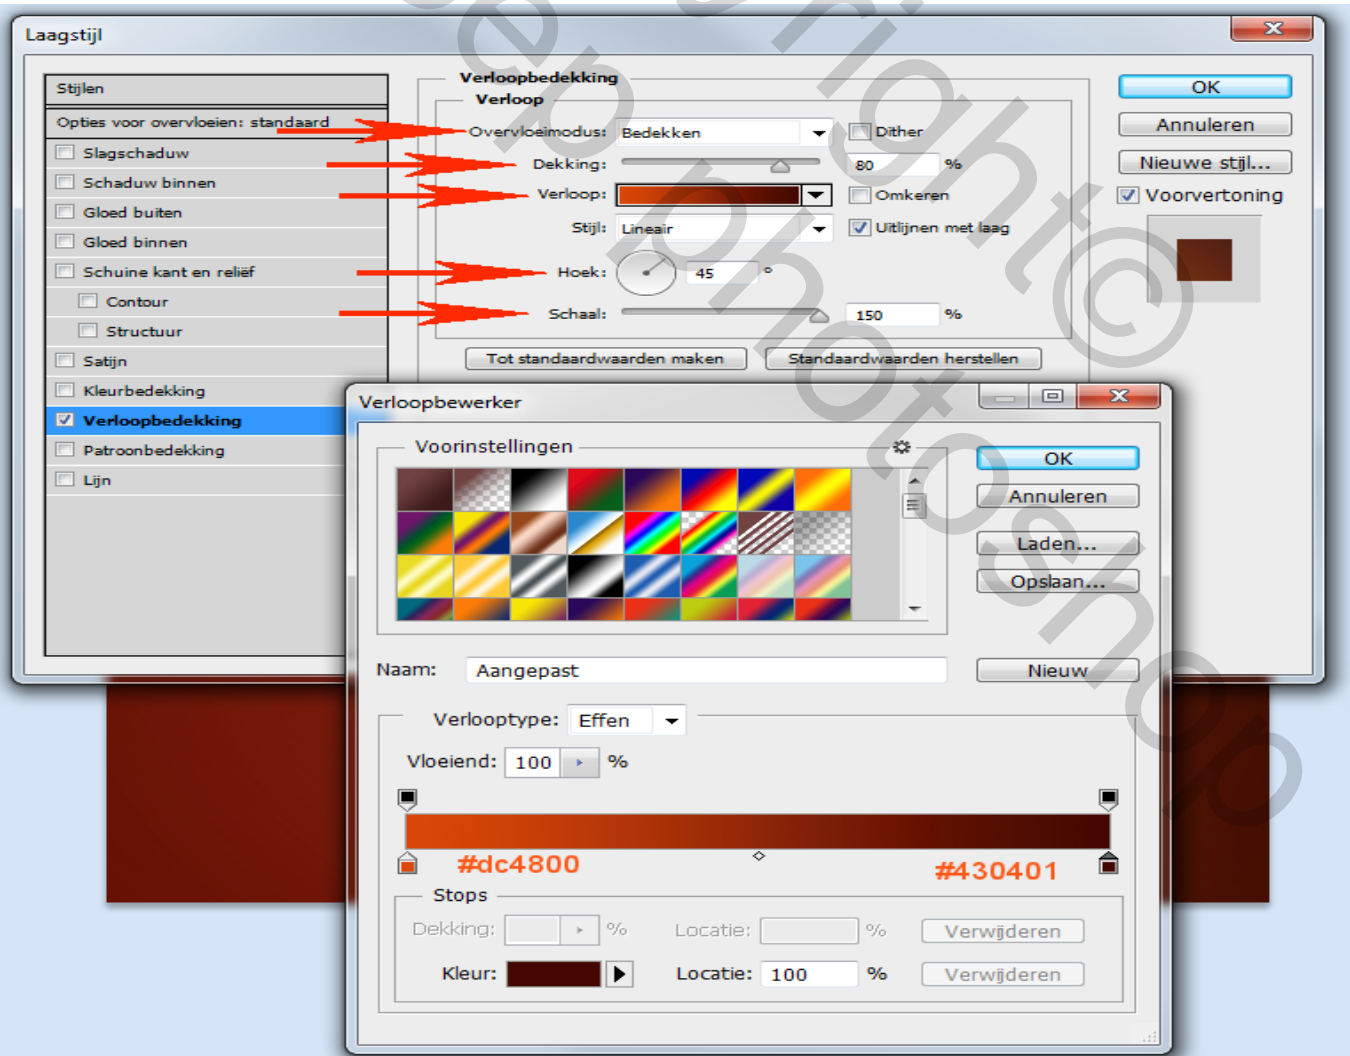 Laagstijl
Stijlen
Opties voor overvloeien: standaard
Slagschaduw
Schaduw binnen
Gloed buiten
Gloed binnen
Schuine kant en reliëf
Contour
Structuur
Satijn
Kleurbedekking
Verloopbedekking
Patroonbedekking
Lijn
Verloopbedekking
Verloop
Overvloeimodus: Bedekken Dither
Dekking: 80 %
Verloop: Omkeren
Stijl: Lineair Uitlijnen met laag
Hoek: 45 °
Schaal: 150 %
Tot standaardwaarden maken Standaardwaarden herstellen
OK
Annuleren
Nieuwe stijl...
Voorvertoning
Verloopbewerker
Voorinstellingen
OK
Annuleren
Laden...
Opslaan...
Naam: Aangepast Nieuw
Verlooptype: Effen
Vloeiend: 100 %
#dc4800 #430401
Stops
Dekking: % Locatie: % Verwijderen
Kleur: Locatie: 100 % Verwijderen
photoshop